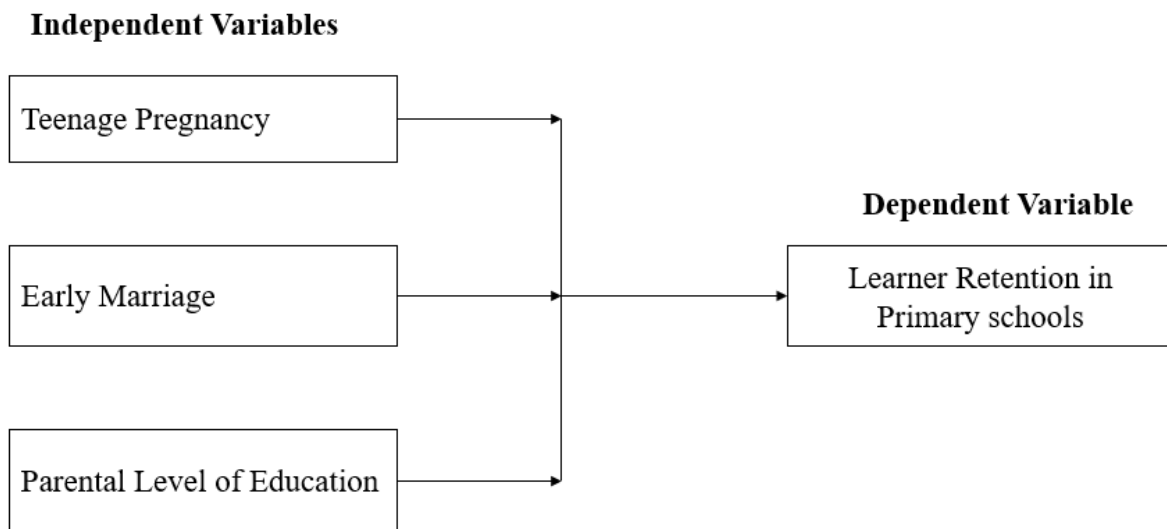 Independent Variables
Teenage Pregnancy
Dependent Variable
Early Marriage
Learner Retention in
Primary schools
Parental Level of Education